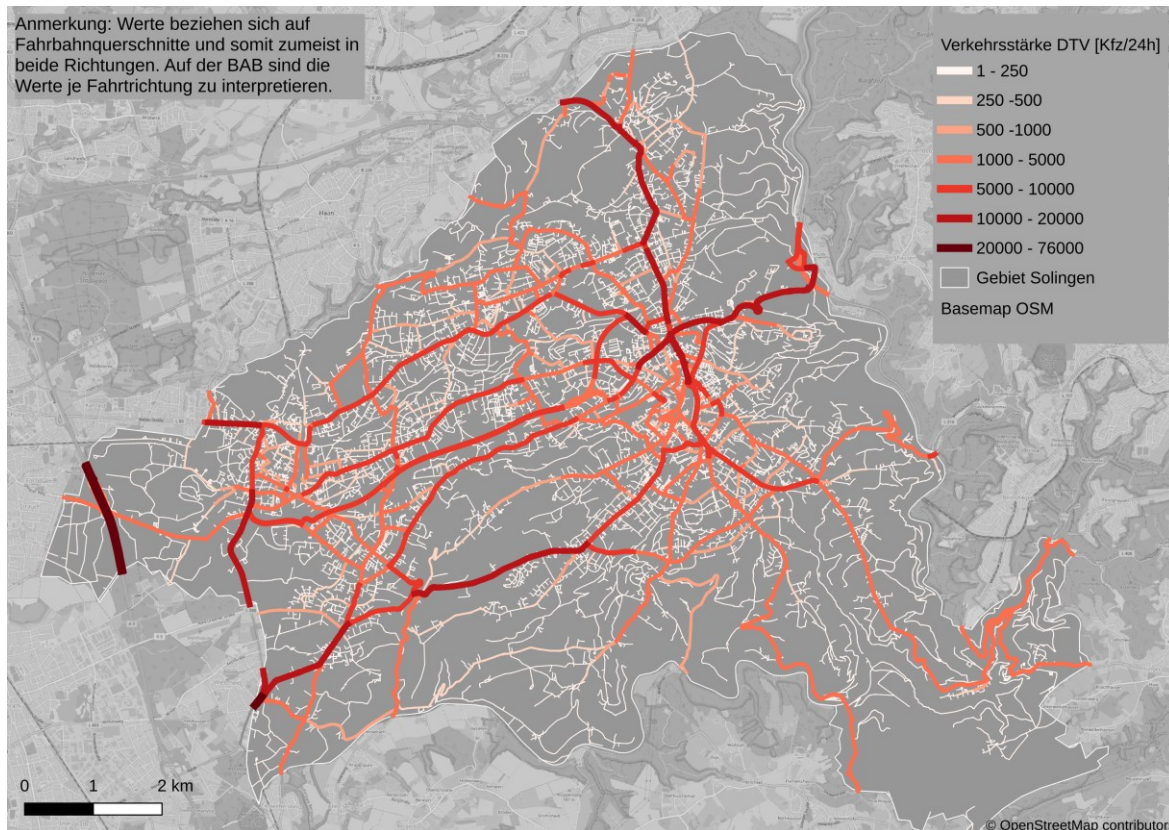 Anmerkung: Werte beziehen sich auf
Fahrbahnquerschnitte und somit zumeist in
beide Richtungen. Auf der BAB sind die
Werte je Fahrtrichtung zu interpretieren.
Verkehrsstärke DTV [Kfz/24h]
1 - 250
250 -500
500 -1000
1000 - 5000
5000 - 10000
10000 - 20000
20000 - 76000
Gebiet Solingen
Basemap OSM
Haan
0 1 2 km
© OpenStreetMap contributor